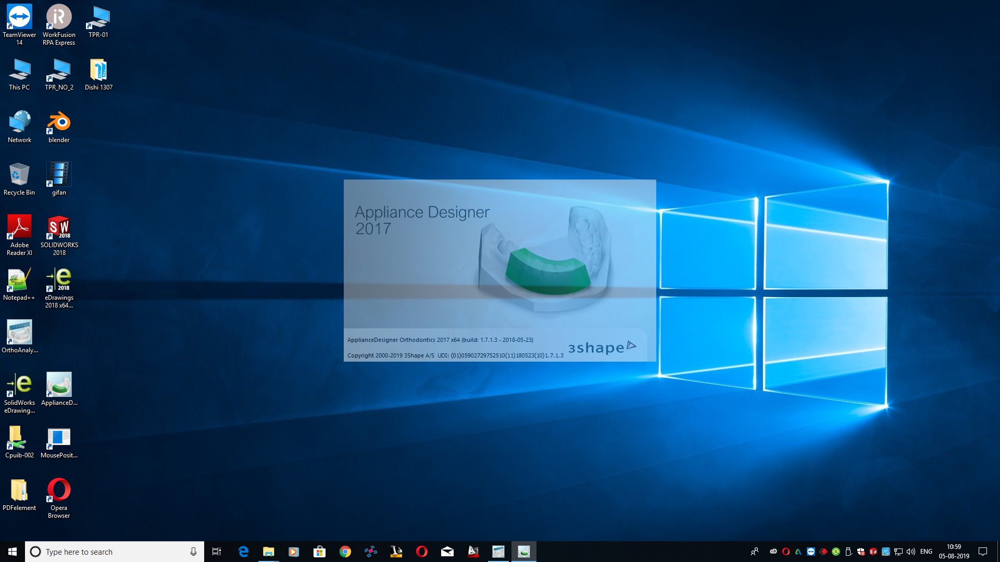 TeamViewer
14
WorkFusion
RPA Express
TPR-01
This PC
TPR_NO_2
Dishi 1307
Network
blender
Recycle Bin
gifan
Adobe
Reader XI
SW
2018
SOLIDWORKS
2018
Notepad++
e
2018
eDrawings
2018 x64...
OrthoAnaly...
e
SolidWorks
eDrawing...
ApplianceD...
Cpuib-002
MousePosit...
PDFelement
Opera
Browser
Appliance Designer
2017
ApplianceDesigner Orthodontics 2017 x64 (build: 1.7.1.3 - 2018-05-23)
Copyright 2000-2019 3Shape A/S UDI: (01)05902729752510(11)180523(10)1.7.1.3
3shape
Type here to search
ENG
10:59
05-08-2019